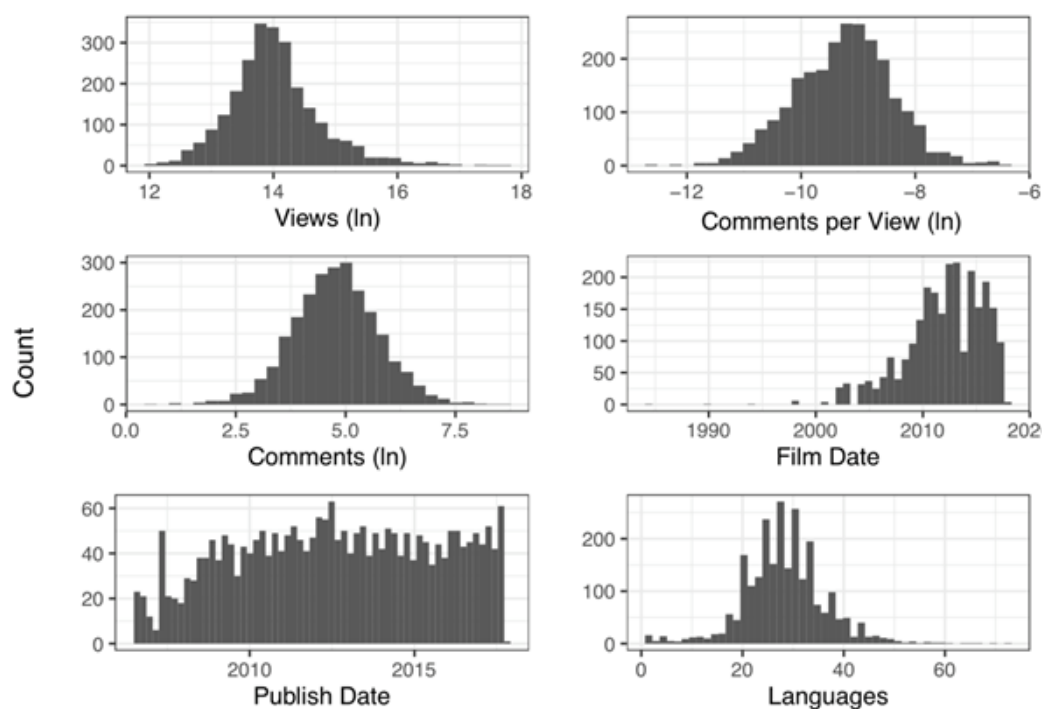 Count
300
200
100
0
12 14 16 18
Views (ln)
200
100
0
−12 −10 −8 −6
Comments per View (ln)
300
200
100
0
0.0 2.5 5.0 7.5
Comments (ln)
200
150
100
50
0
1990 2000 2010 202
Film Date
60
40
20
0
2010 2015
Publish Date
200
100
0
0 20 40 60
Languages